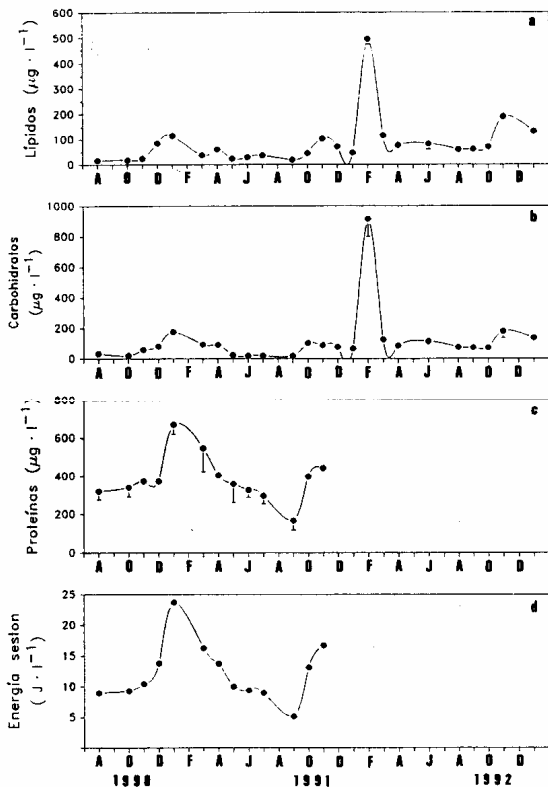 a
Lípidos (µg · l⁻¹)
600
500
400
300
200
100
0
A O D F A J A O D F A J A O D
b
Carbohidratos
(µg · l⁻¹)
1000
800
600
400
200
0
A O D F A J A O D F A J A O D
c
Proteínas (µg · l⁻¹)
800
600
400
200
0
A O D F A J A O D F A J A O D
d
Energía seston
( J · l⁻¹)
25
20
15
10
5
A O D F A J A O D F A J A O D
1990 1991 1992